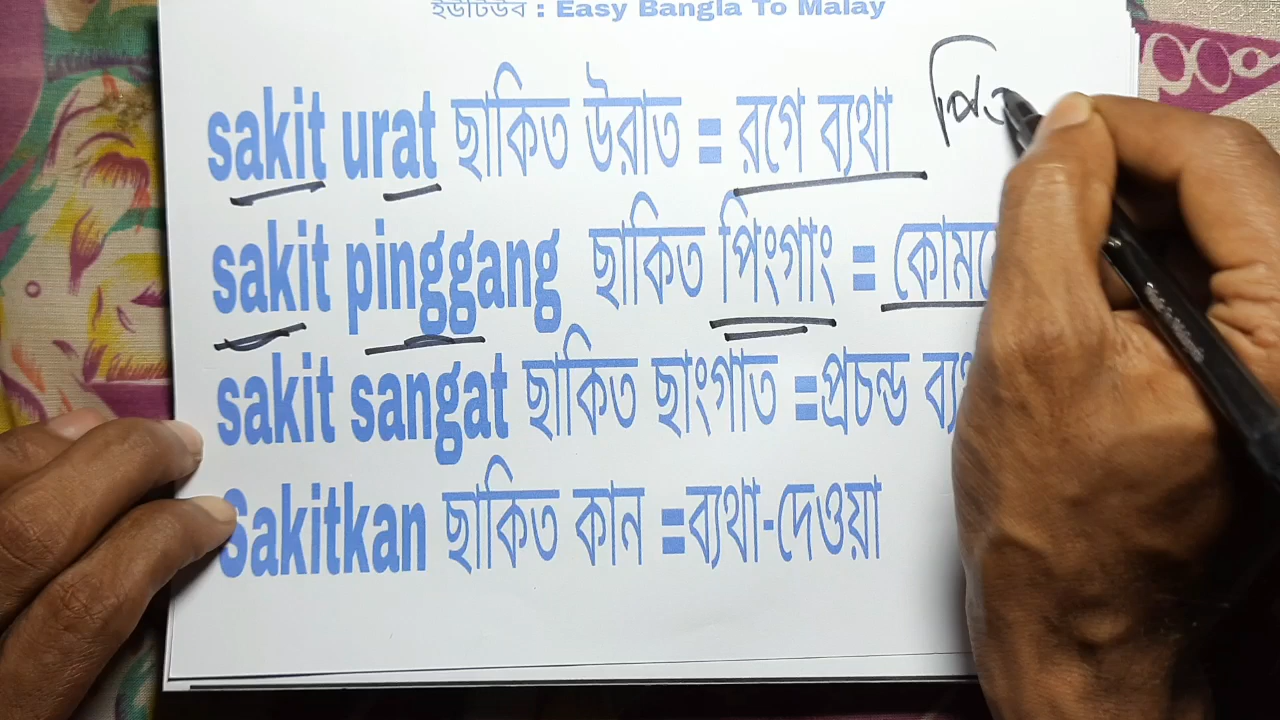 ইউটিউব : Easy Bangla To Malay
sakit urat ছাকিত উরাত = রগে ব্যথা
sakit pinggang ছাকিত পিংগাং =
sakit sangat ছাকিত ছাংগাত =প্রচন্ড
Sakitkan ছাকিত কান =ব্যথা-দেওয়া